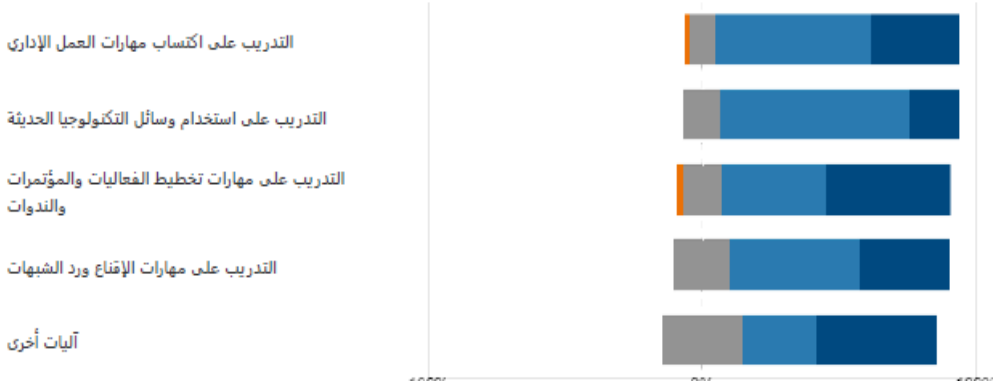 التدريب على اكتساب مهارات العمل الإداري
التدريب على استخدام وسائل التكنولوجيا الحديثة
التدريب على مهارات تخطيط الفعاليات والمؤتمرات
والندوات
التدريب على مهارات الإقناع ورد الشبهات
آليات أخرى